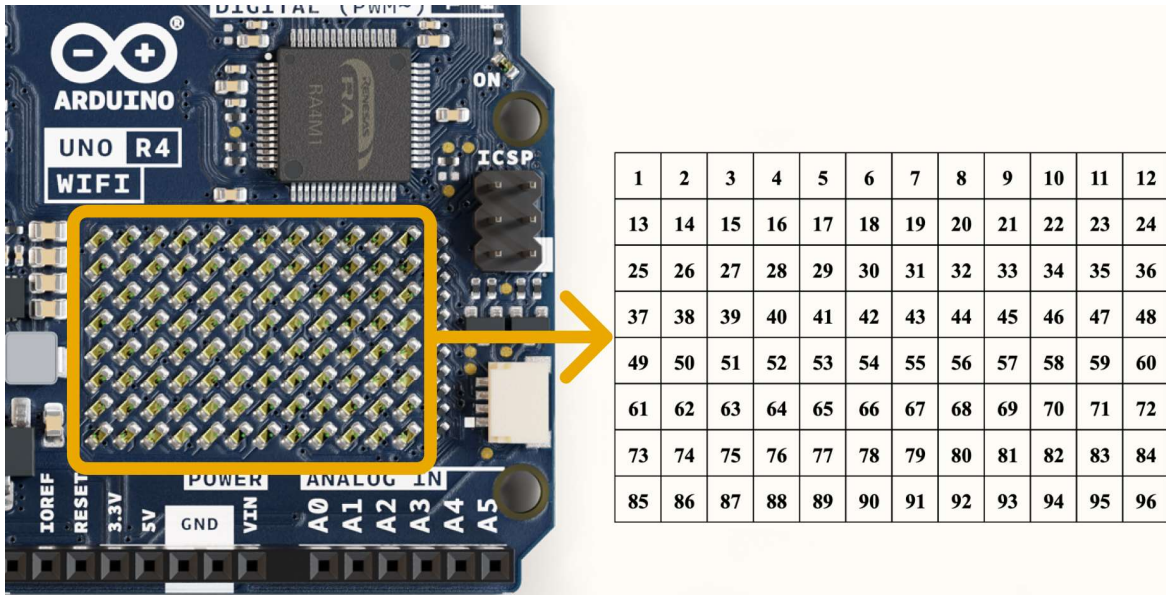 DIGITAL (PWM~)
ARDUINO
®
ON
RENESAS
RA
RA4M1
UNO R4
WIFI
ICSP
POWER
ANALOG IN
IOREF
RESET
3.3V
5V
GND
VIN
A0
A1
A2
A3
A4
A5
1 2 3 4 5 6 7 8 9 10 11 12
13 14 15 16 17 18 19 20 21 22 23 24
25 26 27 28 29 30 31 32 33 34 35 36
37 38 39 40 41 42 43 44 45 46 47 48
49 50 51 52 53 54 55 56 57 58 59 60
61 62 63 64 65 66 67 68 69 70 71 72
73 74 75 76 77 78 79 80 81 82 83 84
85 86 87 88 89 90 91 92 93 94 95 96